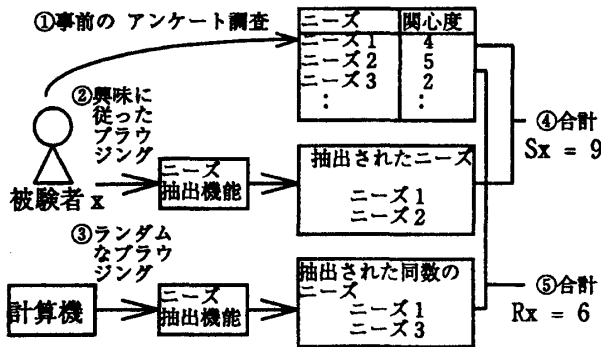 ①事前の アンケート調査
ニーズ 関心度
ニーズ1 4
ニーズ2 5
ニーズ3 2
: :
②興味に
従った
ブラウ
ジング
被験者 x
ニーズ
抽出機能
抽出されたニーズ
ニーズ1
ニーズ2
④合計
Sx = 9
③ランダム
なブラウ
ジング
計算機
ニーズ
抽出機能
抽出された同数の
ニーズ
ニーズ1
ニーズ3
⑤合計
Rx = 6